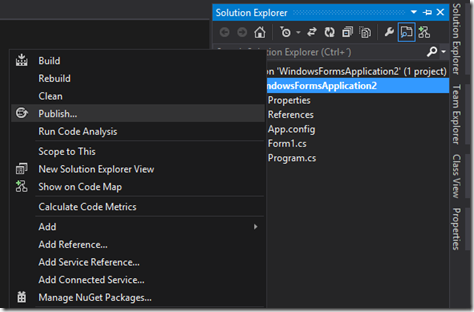 Solution Explorer
Solution Explorer (Ctrl+
on 'WindowsFormsApplication2' (1 project)
ndowsFormsApplication2
Properties
References
App.config
Form1.cs
Program.cs
Build
Rebuild
Clean
Publish...
Run Code Analysis
Scope to This
New Solution Explorer View
Show on Code Map
Calculate Code Metrics
Add
Add Reference...
Add Service Reference...
Add Connected Service...
Manage NuGet Packages...
Solution Explorer
Team Explorer
Class View
Properties